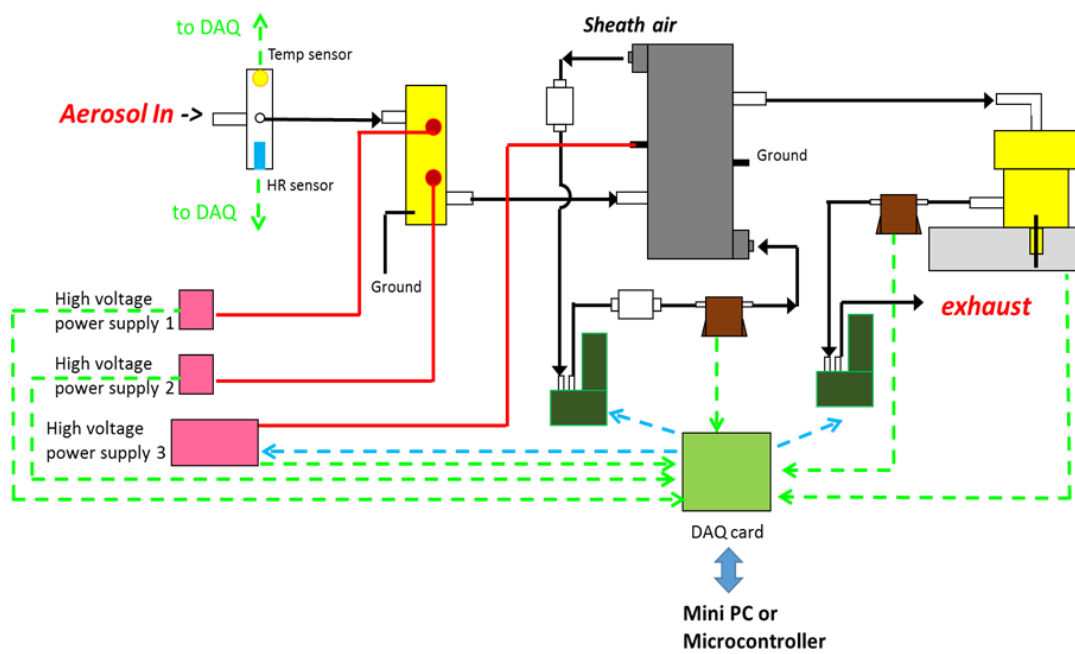 to DAQ
Temp sensor
Aerosol In ->
HR sensor
to DAQ
Sheath air
Ground
Ground
High voltage
power supply 1
High voltage
power supply 2
High voltage
power supply 3
exhaust
DAQ card
Mini PC or
Microcontroller